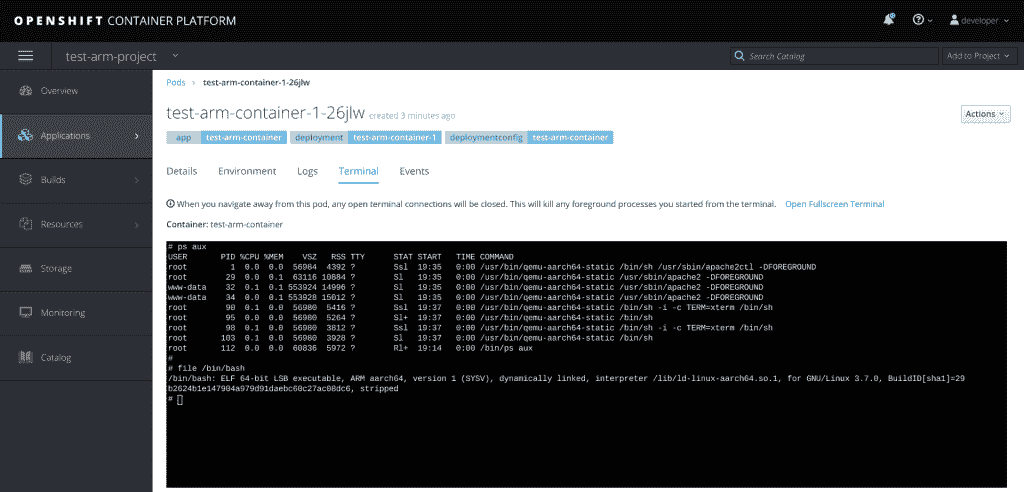 OPENSHIFT CONTAINER PLATFORM
developer
test-arm-project
Search Catalog
Add to Project
Overview
Applications
Builds
Resources
Storage
Monitoring
Catalog
Pods › test-arm-container-1-26jlw
test-arm-container-1-26jlw created 3 minutes ago
Actions
app test-arm-container deployment test-arm-container-1 deploymentconfig test-arm-container
Details Environment Logs Terminal Events
When you navigate away from this pod, any open terminal connections will be closed. This will kill any foreground processes you started from the terminal. Open Fullscreen Terminal
Container: test-arm-container
# ps aux
USER PID %CPU %MEM VSZ RSS TTY STAT START TIME COMMAND
root 1 0.0 0.0 56984 4392 ? Ssl 19:35 0:00 /usr/bin/qemu-aarch64-static /bin/sh /usr/sbin/apache2ctl -DFOREGROUND
root 29 0.0 0.1 63116 10884 ? Sl 19:35 0:00 /usr/bin/qemu-aarch64-static /usr/sbin/apache2 -DFOREGROUND
www-data 32 0.1 0.1 553924 14996 ? Sl 19:35 0:00 /usr/bin/qemu-aarch64-static /usr/sbin/apache2 -DFOREGROUND
www-data 34 0.0 0.1 553928 15012 ? Sl 19:35 0:00 /usr/bin/qemu-aarch64-static /usr/sbin/apache2 -DFOREGROUND
root 90 0.1 0.0 56980 5416 ? Ssl 19:37 0:00 /usr/bin/qemu-aarch64-static /bin/sh -i -c TERM=xterm /bin/sh
root 95 0.0 0.0 56980 5264 ? Sl+ 19:37 0:00 /usr/bin/qemu-aarch64-static /bin/sh
root 98 0.1 0.0 56980 3812 ? Ssl 19:37 0:00 /usr/bin/qemu-aarch64-static /bin/sh -i -c TERM=xterm /bin/sh
root 103 0.1 0.0 56980 3928 ? Sl 19:37 0:00 /usr/bin/qemu-aarch64-static /bin/sh
root 112 0.0 0.0 60836 5972 ? Rl+ 19:14 0:00 /bin/ps aux
#
# file /bin/bash
/bin/bash: ELF 64-bit LSB executable, ARM aarch64, version 1 (SYSV), dynamically linked, interpreter /lib/ld-linux-aarch64.so.1, for GNU/Linux 3.7.0, BuildID[sha1]=29
b2624b1e147904a979d91daebc60c27ac08dc6, stripped
#